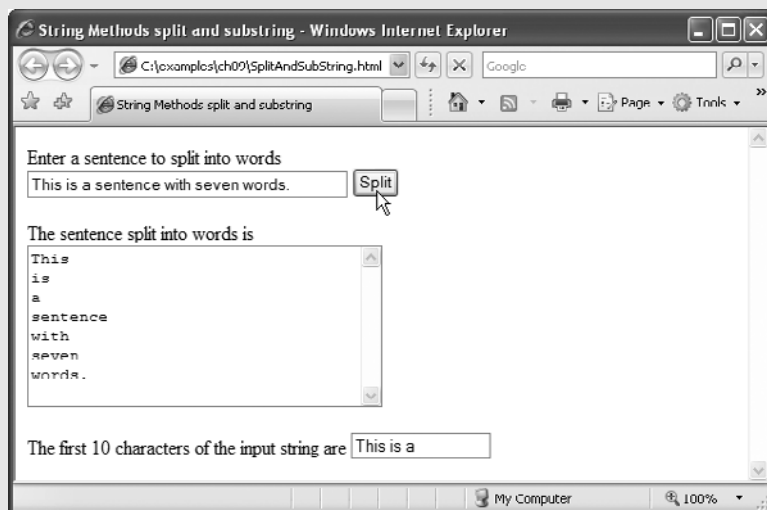 String Methods split and substring - Windows Internet Explorer
C:\examples\ch09\SplitAndSubString.html
Google
String Methods split and substring
Page
Tools
»
Enter a sentence to split into words
This is a sentence with seven words. Split
The sentence split into words is
This
is
a
sentence
with
seven
words.
The first 10 characters of the input string are This is a
My Computer 100%